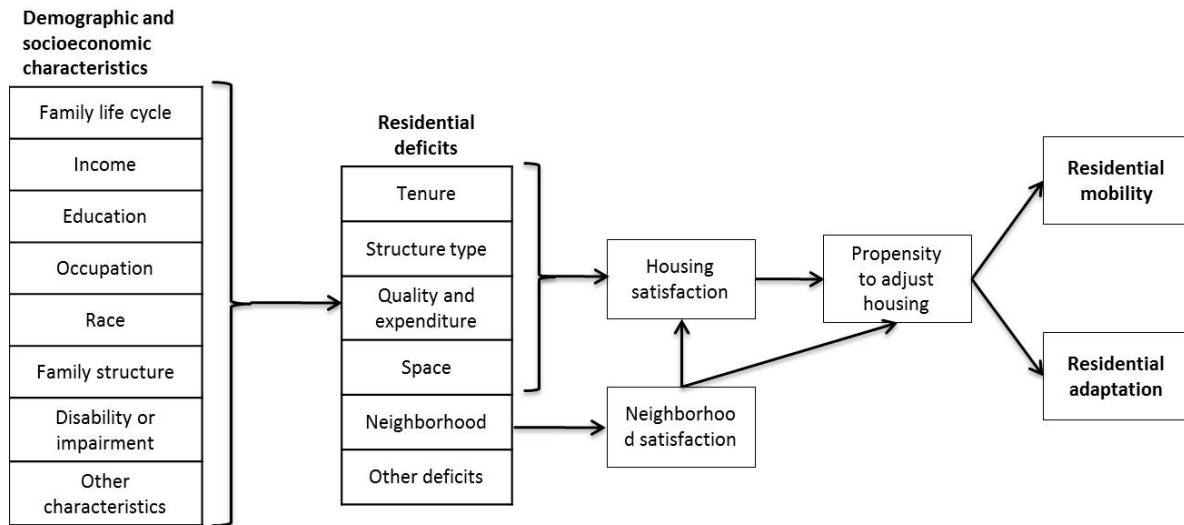 Demographic and
socioeconomic
characteristics
Family life cycle
Income
Education
Occupation
Race
Family structure
Disability or
impairment
Other
characteristics
Residential
deficits
Tenure
Structure type
Quality and
expenditure
Space
Neighborhood
Other deficits
Housing
satisfaction
Neighborhoo
d satisfaction
Propensity
to adjust
housing
Residential
mobility
Residential
adaptation